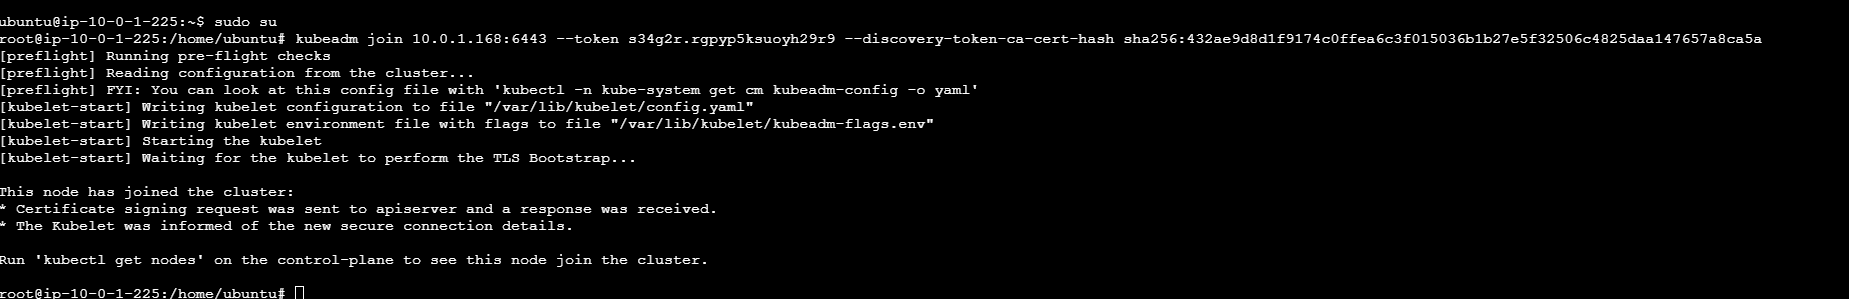 ubuntu@ip-10-0-1-225:~$ sudo su
root@ip-10-0-1-225:/home/ubuntu# kubeadm join 10.0.1.168:6443 --token s34g2r.rgpyp5ksuoyh29r9 --discovery-token-ca-cert-hash sha256:432ae9d8d1f9174c0ffea6c3f015036b1b27e5f32506c4825daa147657a8ca5a
[preflight] Running pre-flight checks
[preflight] Reading configuration from the cluster...
[preflight] FYI: You can look at this config file with 'kubectl -n kube-system get cm kubeadm-config -o yaml'
[kubelet-start] Writing kubelet configuration to file "/var/lib/kubelet/config.yaml"
[kubelet-start] Writing kubelet environment file with flags to file "/var/lib/kubelet/kubeadm-flags.env"
[kubelet-start] Starting the kubelet
[kubelet-start] Waiting for the kubelet to perform the TLS Bootstrap...
This node has joined the cluster:
* Certificate signing request was sent to apiserver and a response was received.
* The Kubelet was informed of the new secure connection details.
Run 'kubectl get nodes' on the control-plane to see this node join the cluster.
root@ip-10-0-1-225:/home/ubuntu#